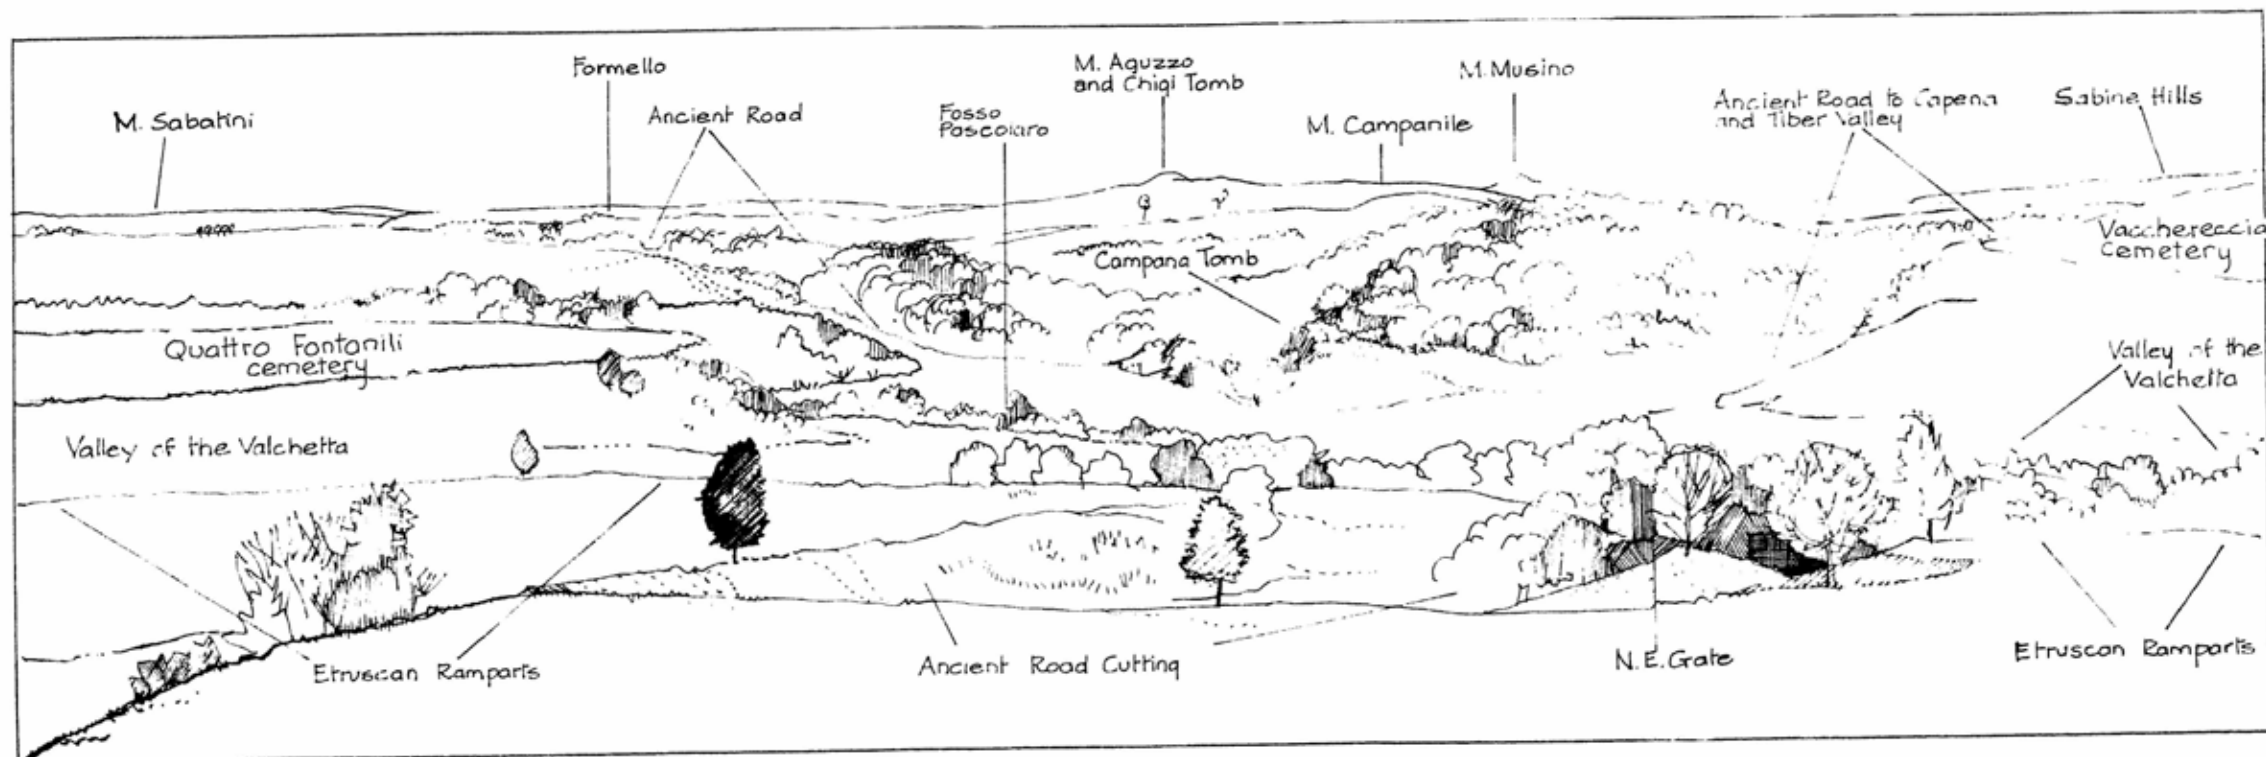 Formello
M. Aguzzo
and Chigi Tomb
M. Musino
M. Sabatini
Ancient Road
Fosso
Pascolaro
M. Campanile
Ancient Road to Capena
and Tiber Valley
Sabine Hills
Campana Tomb
Vacchereccia
Cemetery
Quattro Fontanili
cemetery
Valley of the
Valchetta
Valley of the Valchetta
Etruscan Ramparts
Ancient Road Cutting
N.E. Gate
Etruscan Ramparts